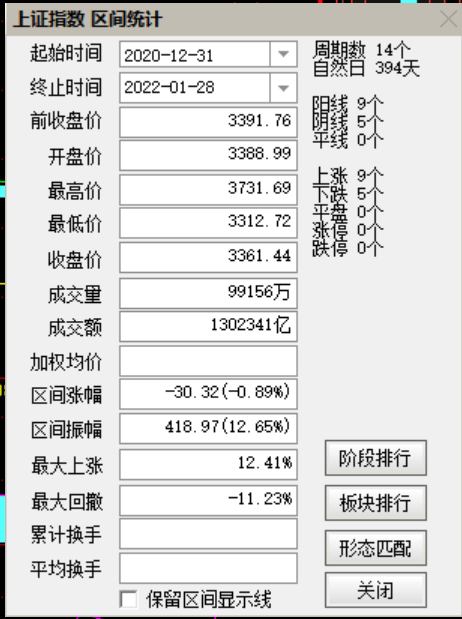 上证指数 区间统计
起始时间 2020-12-31
终止时间 2022-01-28
前收盘价 3391.76
开盘价 3388.99
最高价 3731.69
最低价 3312.72
收盘价 3361.44
成交量 99156万
成交额 1302341亿
加权均价
区间涨幅 -30.32(-0.89%)
区间振幅 418.97(12.65%)
最大上涨 12.41%
最大回撤 -11.23%
累计换手
平均换手
保留区间显示线
周期数 14个
自然日 394天
阳线 9个
阴线 5个
平线 0个
上涨 9个
下跌 5个
平盘 0个
涨停 0个
跌停 0个
阶段排行
板块排行
形态匹配
关闭